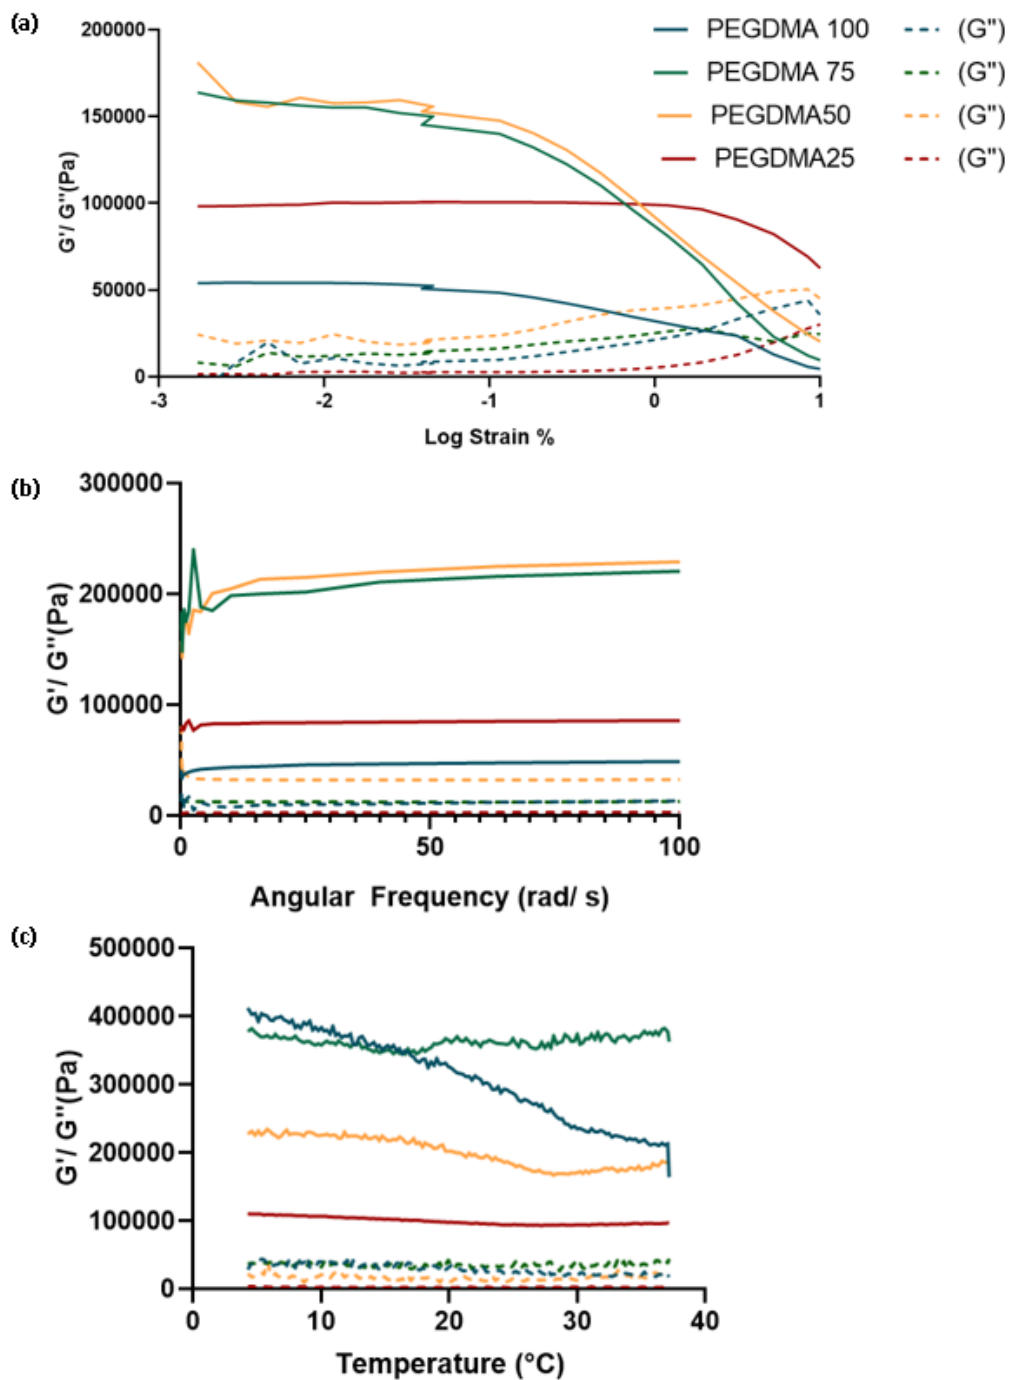 (a)
200000
150000
100000
50000
0
G'/ G''(Pa)
-3
-2
-1
0
1
Log Strain %
PEGDMA 100 (G'')
PEGDMA 75 (G'')
PEGDMA50 (G'')
PEGDMA25 (G'')
(b)
300000
200000
100000
0
G'/ G''(Pa)
0
50
100
Angular Frequency (rad/ s)
(c)
500000
400000
300000
200000
100000
0
G'/ G''(Pa)
0
10
20
30
40
Temperature (°C)